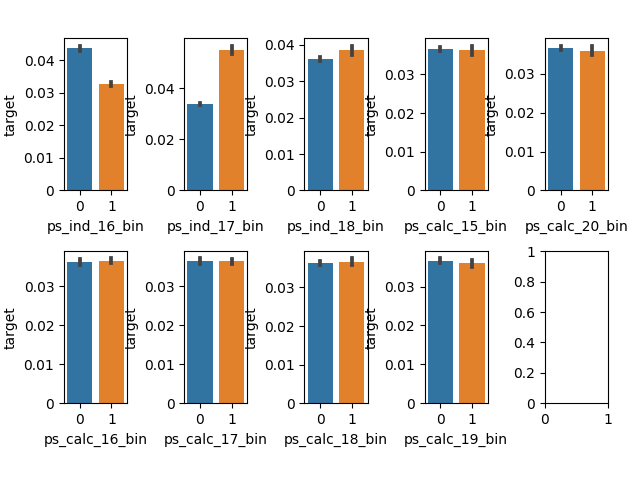 target
0.04
0.03
0.02
0.01
0
0 1
ps_ind_16_bin
target
0.04
0.02
0
0 1
ps_ind_17_bin
target
0.04
0.03
0.02
0.01
0
0 1
ps_ind_18_bin
target
0.03
0.02
0.01
0
0 1
ps_calc_15_bin
target
0.03
0.02
0.01
0
0 1
ps_calc_20_bin
target
0.03
0.02
0.01
0
0 1
ps_calc_16_bin
target
0.03
0.02
0.01
0
0 1
ps_calc_17_bin
target
0.03
0.02
0.01
0
0 1
ps_calc_18_bin
target
0.03
0.02
0.01
0
0 1
ps_calc_19_bin
1
0.8
0.6
0.4
0.2
0
0 1